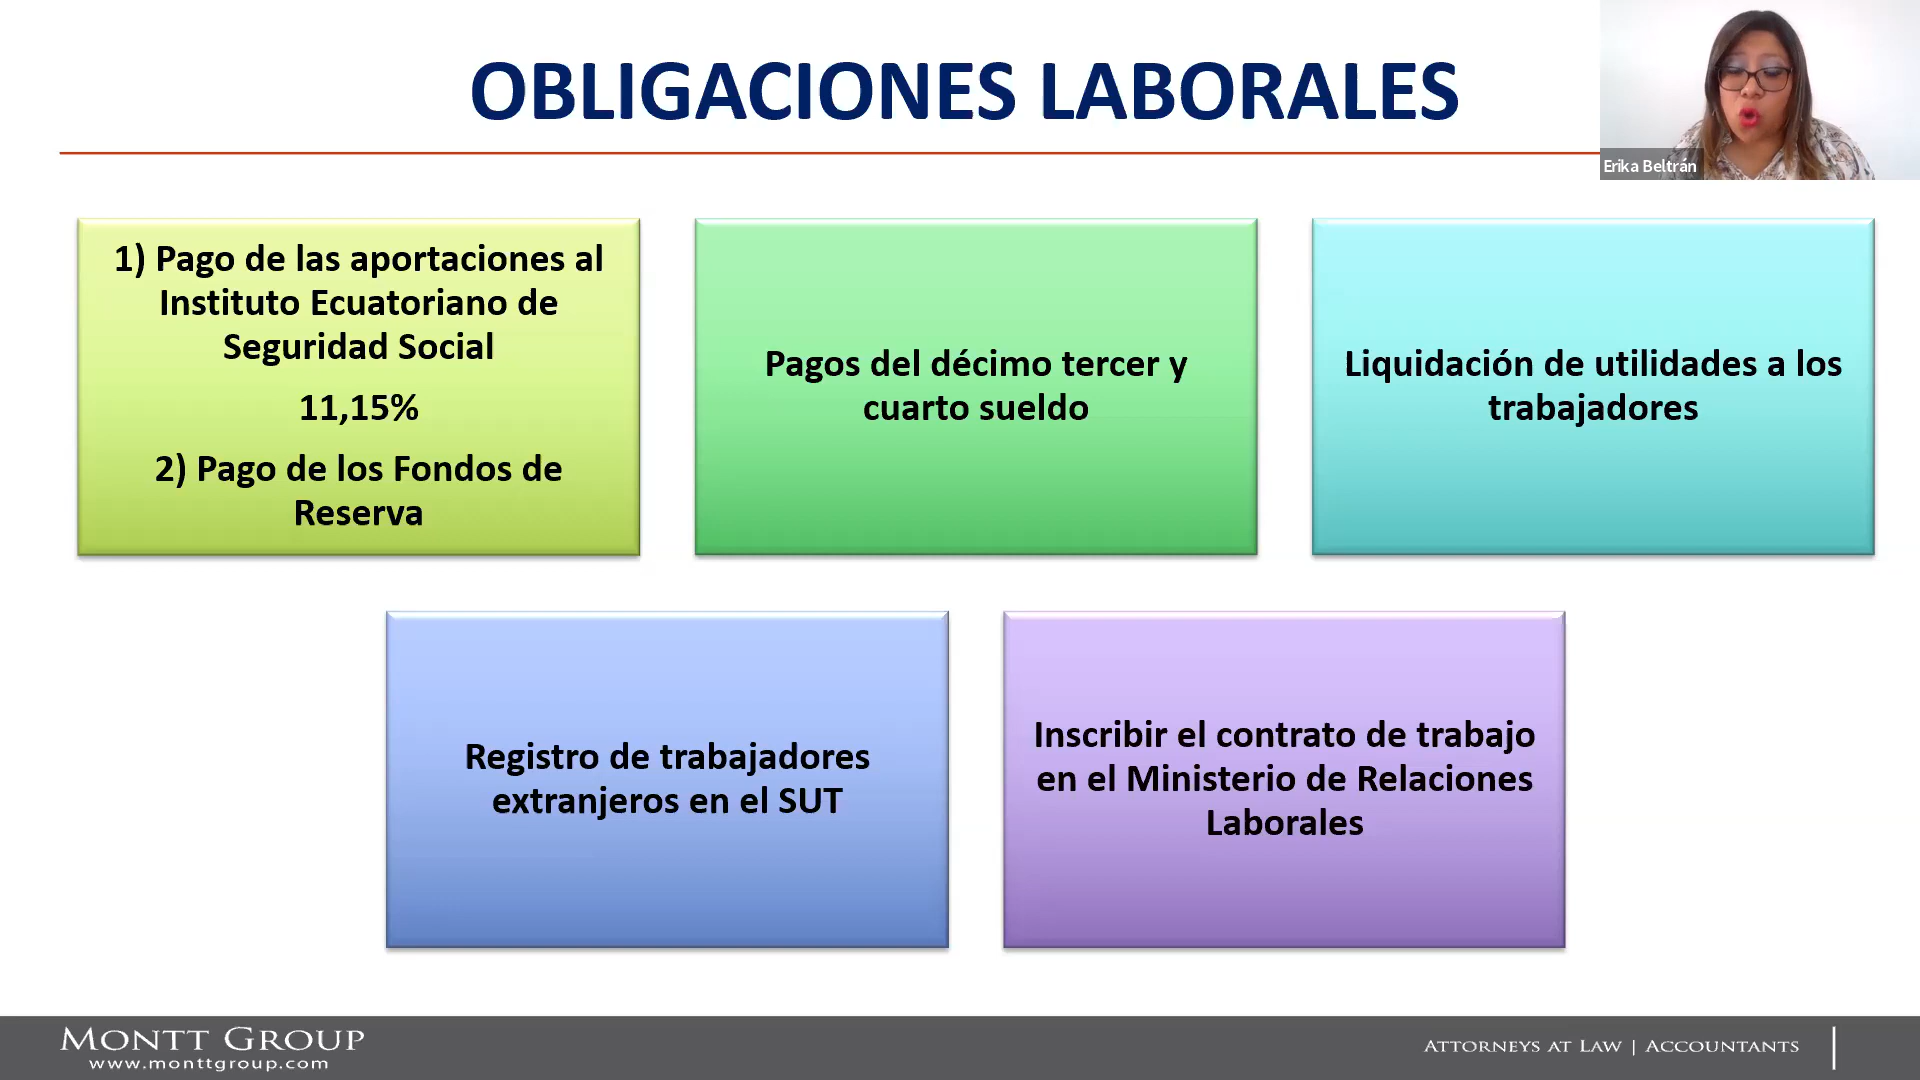 OBLIGACIONES LABORALES
Erika Beltrán
1) Pago de las aportaciones al
Instituto Ecuatoriano de
Seguridad Social
11,15%
2) Pago de los Fondos de
Reserva
Pagos del décimo tercer y
cuarto sueldo
Liquidación de utilidades a los
trabajadores
Registro de trabajadores
extranjeros en el SUT
Inscribir el contrato de trabajo
en el Ministerio de Relaciones
Laborales
MONTT GROUP
www.monttgroup.com
ATTORNEYS AT LAW | ACCOUNTANTS